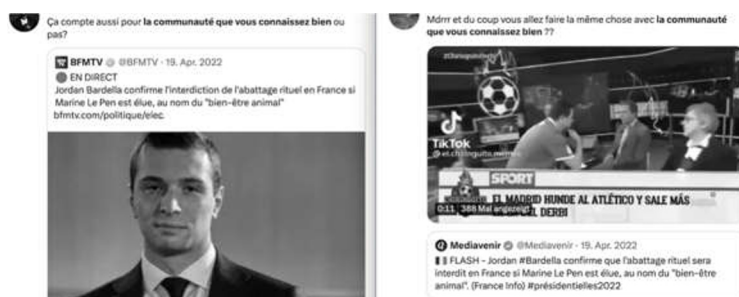 Ça compte aussi pour la communauté que vous connaissez bien ou
pas?
BFMTV @BFMTV · 19. Apr. 2022
EN DIRECT
Jordan Bardella confirme l'interdiction de l'abattage rituel en France si
Marine Le Pen est élue, au nom du "bien-être animal"
bfmtv.com/politique/elec.
Mdrrr et du coup vous allez faire la même chose avec la communauté
que vous connaissez bien ??
TikTok
@el.chiringuito.memes
SPORT
EL MADRID HUNDE AL ATLÉTICO Y SALE MÁS
EL DERBI
0:11 388 Mal angezeigt
Mediavenir @Mediavenir · 19. Apr. 2022
FLASH - Jordan #Bardella confirme que l'abattage rituel sera
interdit en France si Marine Le Pen est élue, au nom du "bien-être
animal". (France Info) #présidentielles2022